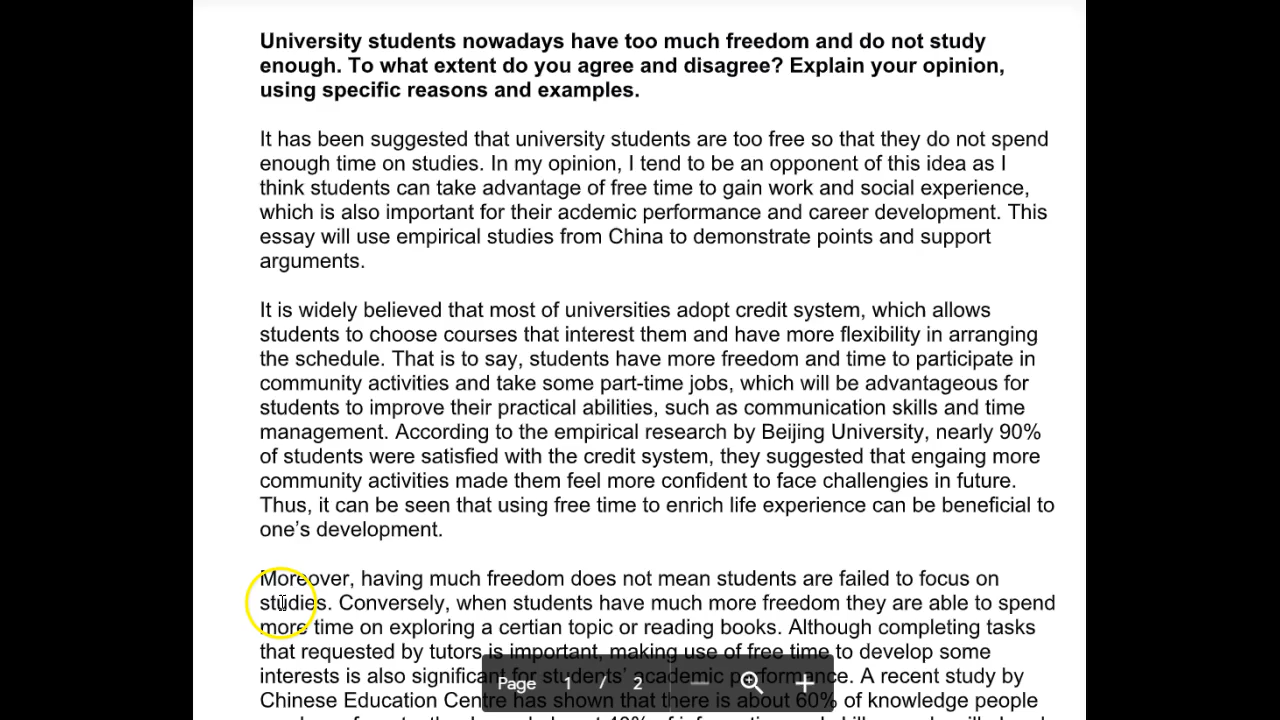 University students nowadays have too much freedom and do not study
enough. To what extent do you agree and disagree? Explain your opinion,
using specific reasons and examples.
It has been suggested that university students are too free so that they do not spend
enough time on studies. In my opinion, I tend to be an opponent of this idea as I
think students can take advantage of free time to gain work and social experience,
which is also important for their acdemic performance and career development. This
essay will use empirical studies from China to demonstrate points and support
arguments.
It is widely believed that most of universities adopt credit system, which allows
students to choose courses that interest them and have more flexibility in arranging
the schedule. That is to say, students have more freedom and time to participate in
community activities and take some part-time jobs, which will be advantageous for
students to improve their practical abilities, such as communication skills and time
management. According to the empirical research by Beijing University, nearly 90%
of students were satisfied with the credit system, they suggested that engaing more
community activities made them feel more confident to face challengies in future.
Thus, it can be seen that using free time to enrich life experience can be beneficial to
one's development.
Moreover, having much freedom does not mean students are failed to focus on
studies. Conversely, when students have much more freedom they are able to spend
more time on exploring a certian topic or reading books. Although completing tasks
that requested by tutors is important, making use of free time to develop some
interests is also significant for students' academic performance. A recent study by
Chinese Education Centre has shown that there is about 60% of knowledge people
Page 1 / 2